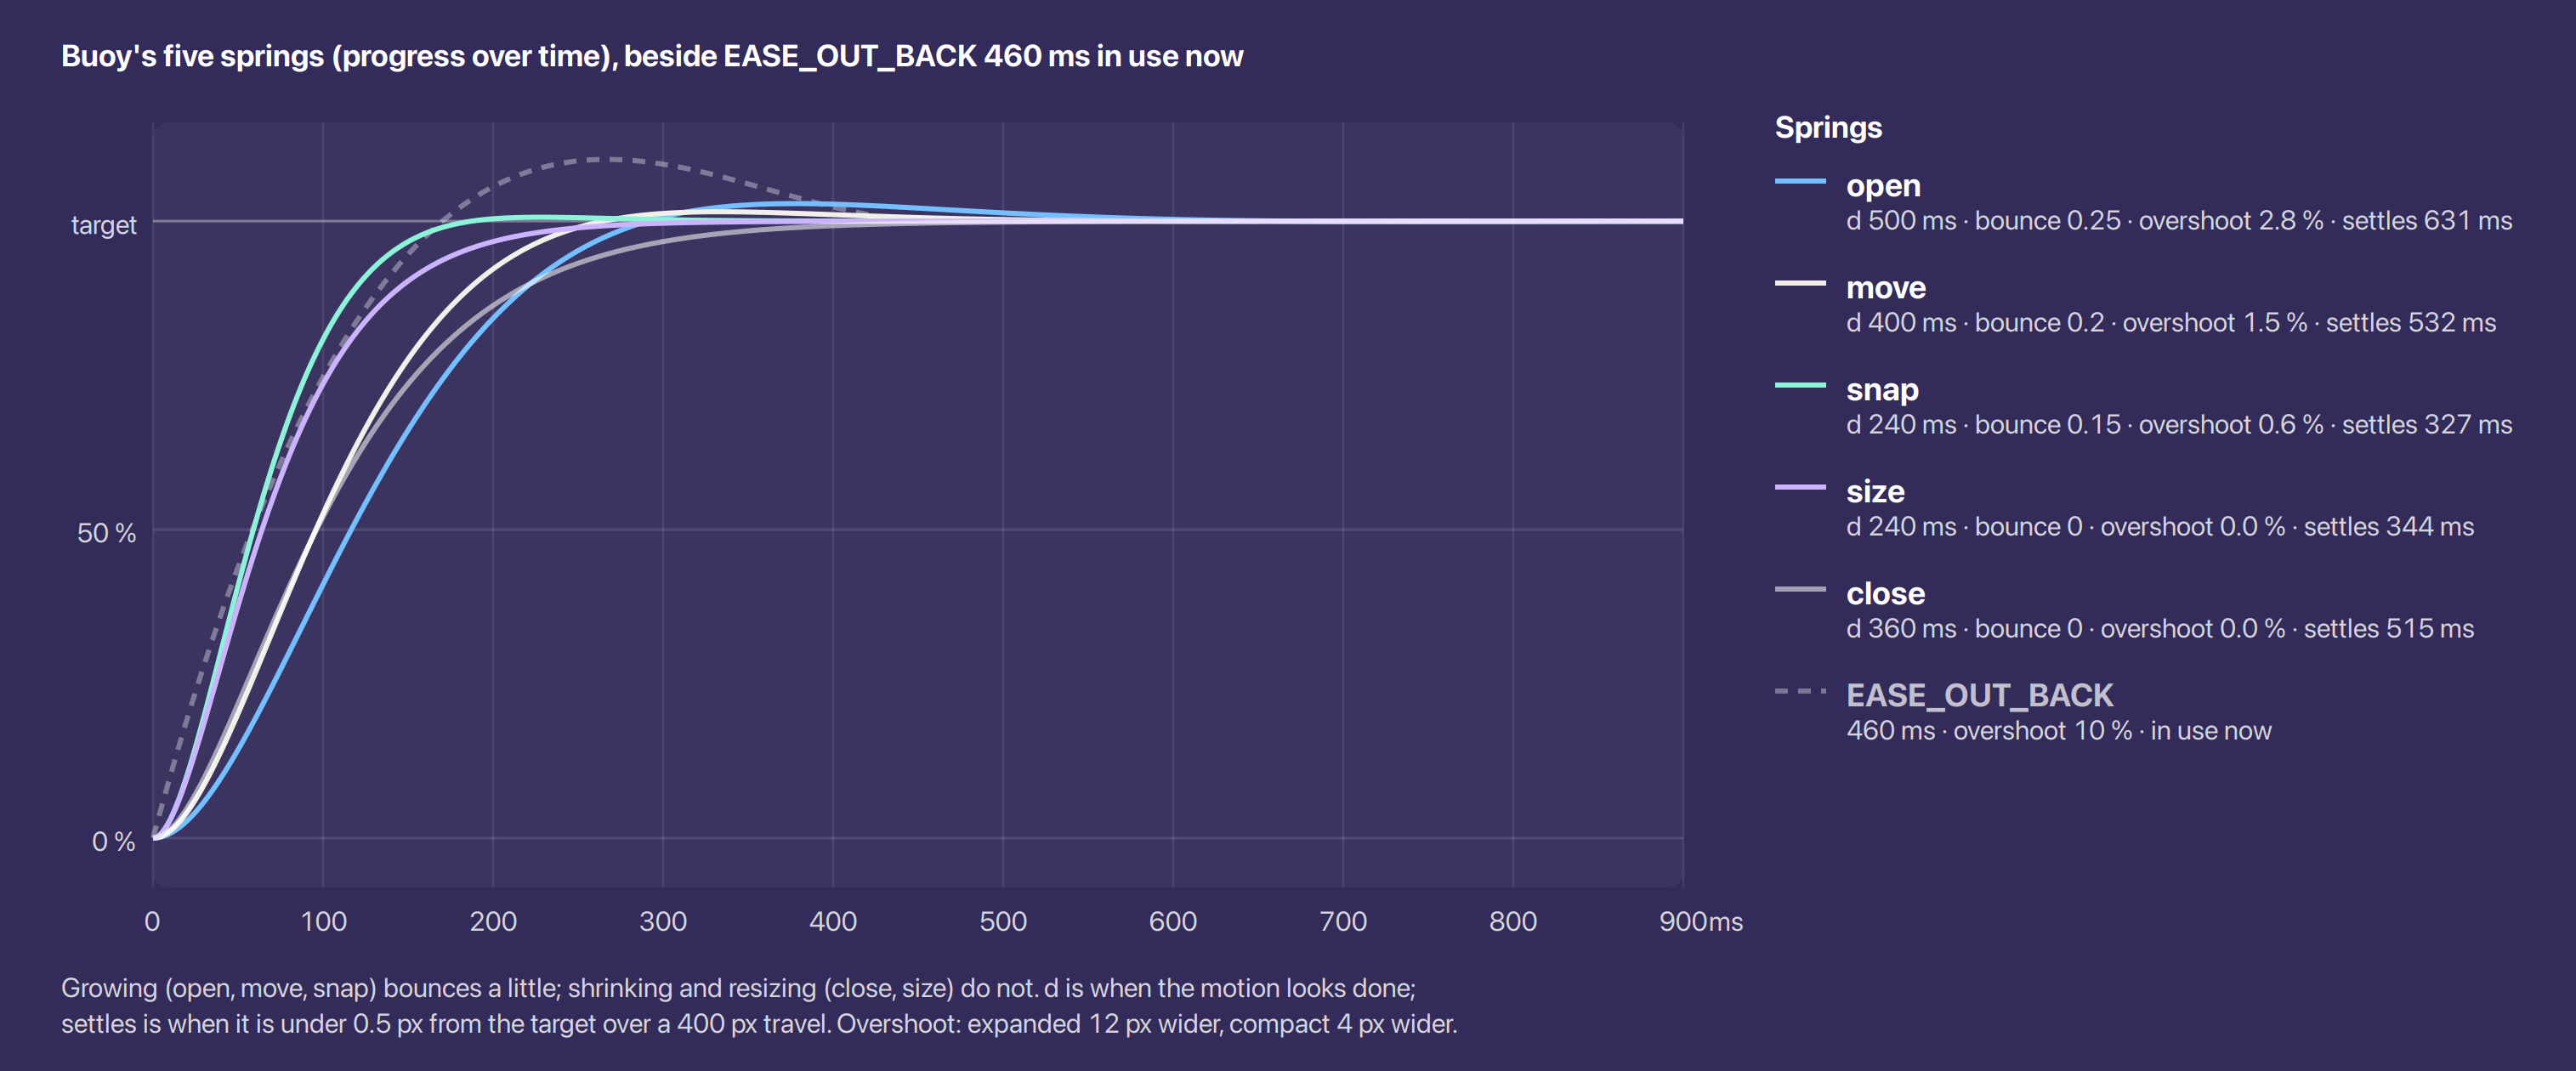 Buoy's five springs (progress over time), beside EASE_OUT_BACK 460 ms in use now
target
50 %
0 %
0 100 200 300 400 500 600 700 800 900ms
Springs
open
d 500 ms · bounce 0.25 · overshoot 2.8 % · settles 631 ms
move
d 400 ms · bounce 0.2 · overshoot 1.5 % · settles 532 ms
snap
d 240 ms · bounce 0.15 · overshoot 0.6 % · settles 327 ms
size
d 240 ms · bounce 0 · overshoot 0.0 % · settles 344 ms
close
d 360 ms · bounce 0 · overshoot 0.0 % · settles 515 ms
EASE_OUT_BACK
460 ms · overshoot 10 % · in use now
Growing (open, move, snap) bounces a little; shrinking and resizing (close, size) do not. d is when the motion looks done;
settles is when it is under 0.5 px from the target over a 400 px travel. Overshoot: expanded 12 px wider, compact 4 px wider.